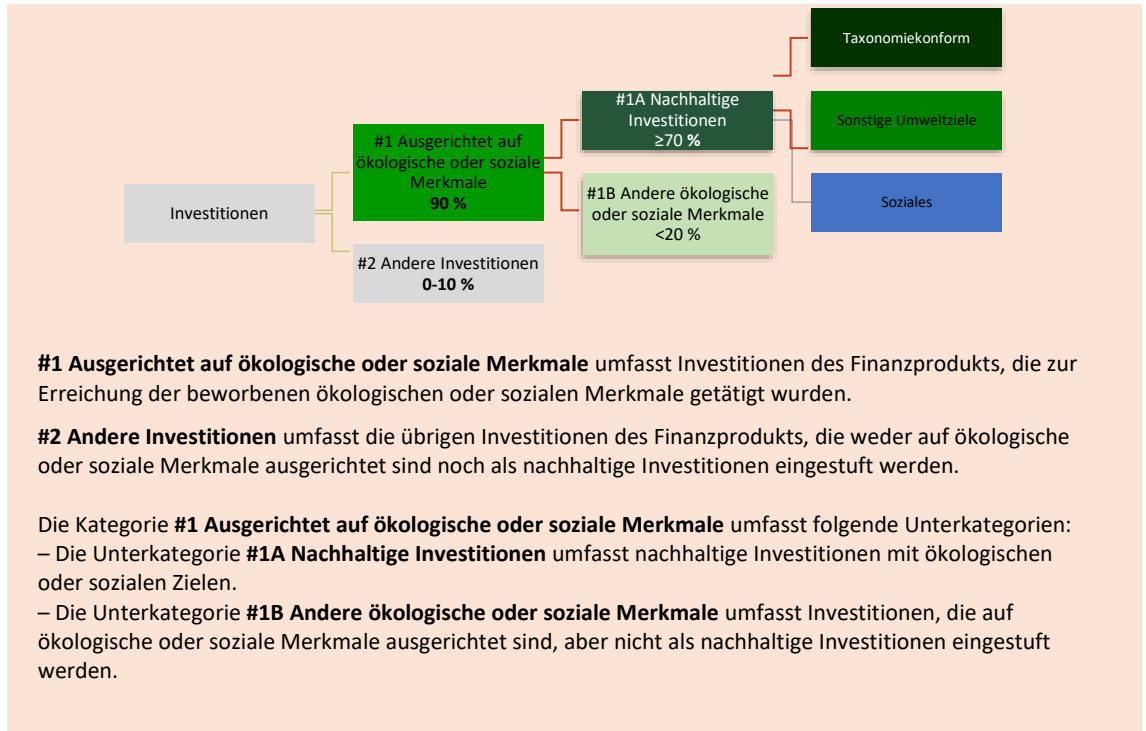 Taxonomiekonform
#1A Nachhaltige
Investitionen
≥70 %
Sonstige Umweltziele
#1 Ausgerichtet auf
ökologische oder soziale
Merkmale
90 %
#1B Andere ökologische
oder soziale Merkmale
<20 %
Soziales
Investitionen
#2 Andere Investitionen
0-10 %
#1 Ausgerichtet auf ökologische oder soziale Merkmale umfasst Investitionen des Finanzprodukts, die zur
Erreichung der beworbenen ökologischen oder sozialen Merkmale getätigt wurden.
#2 Andere Investitionen umfasst die übrigen Investitionen des Finanzprodukts, die weder auf ökologische
oder soziale Merkmale ausgerichtet sind noch als nachhaltige Investitionen eingestuft werden.
Die Kategorie #1 Ausgerichtet auf ökologische oder soziale Merkmale umfasst folgende Unterkategorien:
– Die Unterkategorie #1A Nachhaltige Investitionen umfasst nachhaltige Investitionen mit ökologischen
oder sozialen Zielen.
– Die Unterkategorie #1B Andere ökologische oder soziale Merkmale umfasst Investitionen, die auf
ökologische oder soziale Merkmale ausgerichtet sind, aber nicht als nachhaltige Investitionen eingestuft
werden.